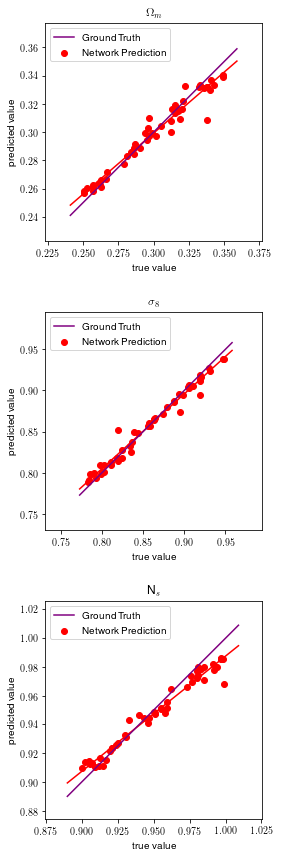 Ω_m
Ground Truth
Network Prediction
predicted value
0.36
0.34
0.32
0.30
0.28
0.26
0.24
0.225 0.250 0.275 0.300 0.325 0.350 0.375
true value
σ_8
Ground Truth
Network Prediction
predicted value
0.95
0.90
0.85
0.80
0.75
0.75 0.80 0.85 0.90 0.95
true value
N_s
Ground Truth
Network Prediction
predicted value
1.02
1.00
0.98
0.96
0.94
0.92
0.90
0.88
0.875 0.900 0.925 0.950 0.975 1.000 1.025
true value